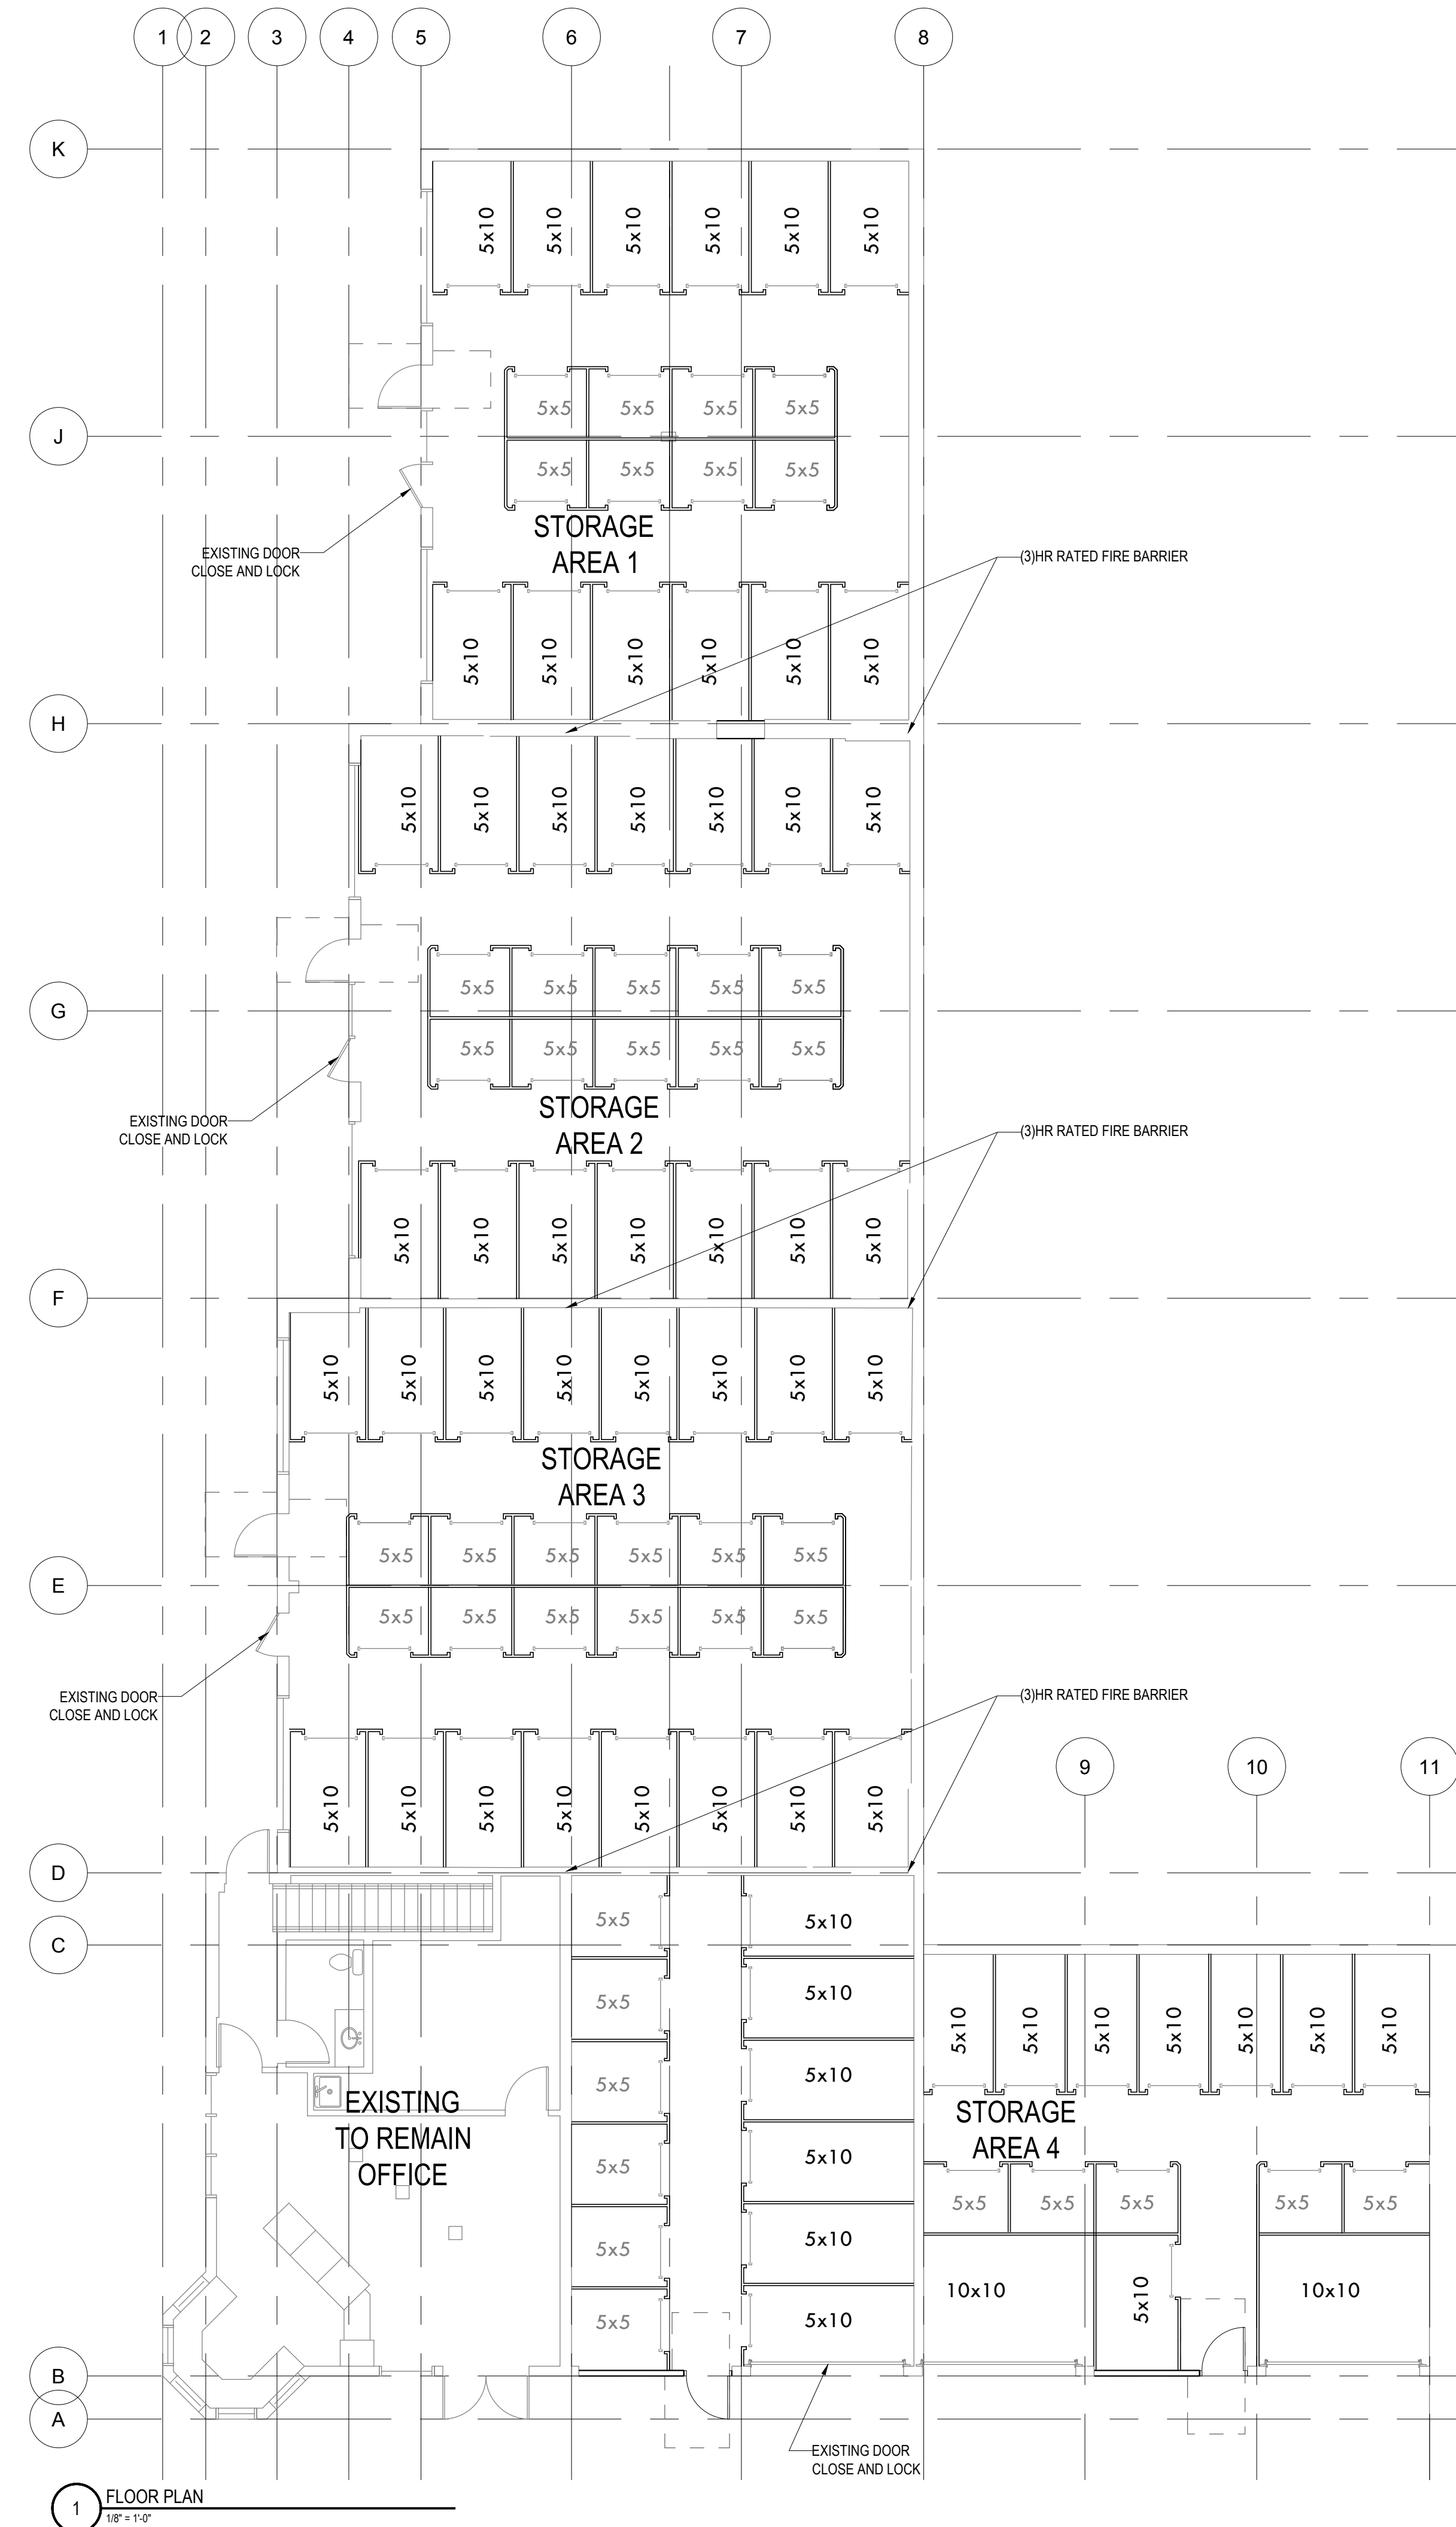 1 2 3 4 5 6 7 8
K
5x10 5x10 5x10 5x10 5x10 5x10
5x5 5x5 5x5 5x5
J
5x5 5x5 5x5 5x5
STORAGE
AREA 1
EXISTING DOOR
CLOSE AND LOCK
(3)HR RATED FIRE BARRIER
5x10 5x10 5x10 5x10 5x10 5x10
H
5x10 5x10 5x10 5x10 5x10 5x10 5x10
5x5 5x5 5x5 5x5 5x5
G
5x5 5x5 5x5 5x5 5x5
STORAGE
AREA 2
EXISTING DOOR
CLOSE AND LOCK
(3)HR RATED FIRE BARRIER
5x10 5x10 5x10 5x10 5x10 5x10 5x10
F
5x10 5x10 5x10 5x10 5x10 5x10 5x10 5x10
STORAGE
AREA 3
5x5 5x5 5x5 5x5 5x5 5x5
E
5x5 5x5 5x5 5x5 5x5 5x5
EXISTING DOOR
CLOSE AND LOCK
(3)HR RATED FIRE BARRIER
9 10 11
5x10 5x10 5x10 5x10 5x10 5x10 5x10 5x10
D
5x5 5x10
C
5x5 5x10
5x10 5x10 5x10 5x10 5x10 5x10 5x10
5x5 5x10
EXISTING
TO REMAIN
OFFICE
STORAGE
AREA 4
5x5 5x10
5x5 5x5 5x5 5x5 5x5
5x5 5x10
10x10 5x10 10x10
5x5 5x10
B
A
EXISTING DOOR
CLOSE AND LOCK
1 FLOOR PLAN
1/8" = 1'-0"